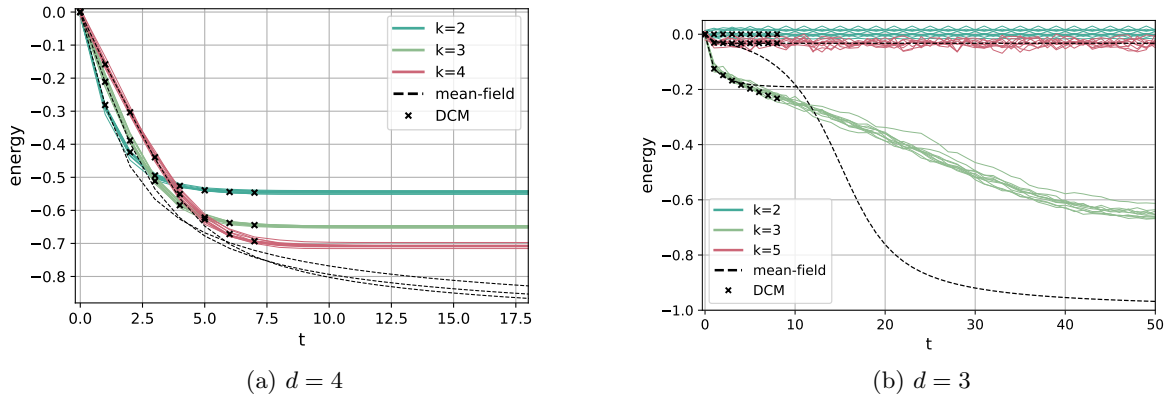 0.0
−0.1
−0.2
−0.3
−0.4
−0.5
−0.6
−0.7
−0.8
energy
k=2
k=3
k=4
mean-field
DCM
0.0 2.5 5.0 7.5 10.0 12.5 15.0 17.5
t
(a) d = 4
0.0
−0.2
−0.4
−0.6
−0.8
−1.0
energy
k=2
k=3
k=5
mean-field
DCM
0 10 20 30 40 50
t
(b) d = 3